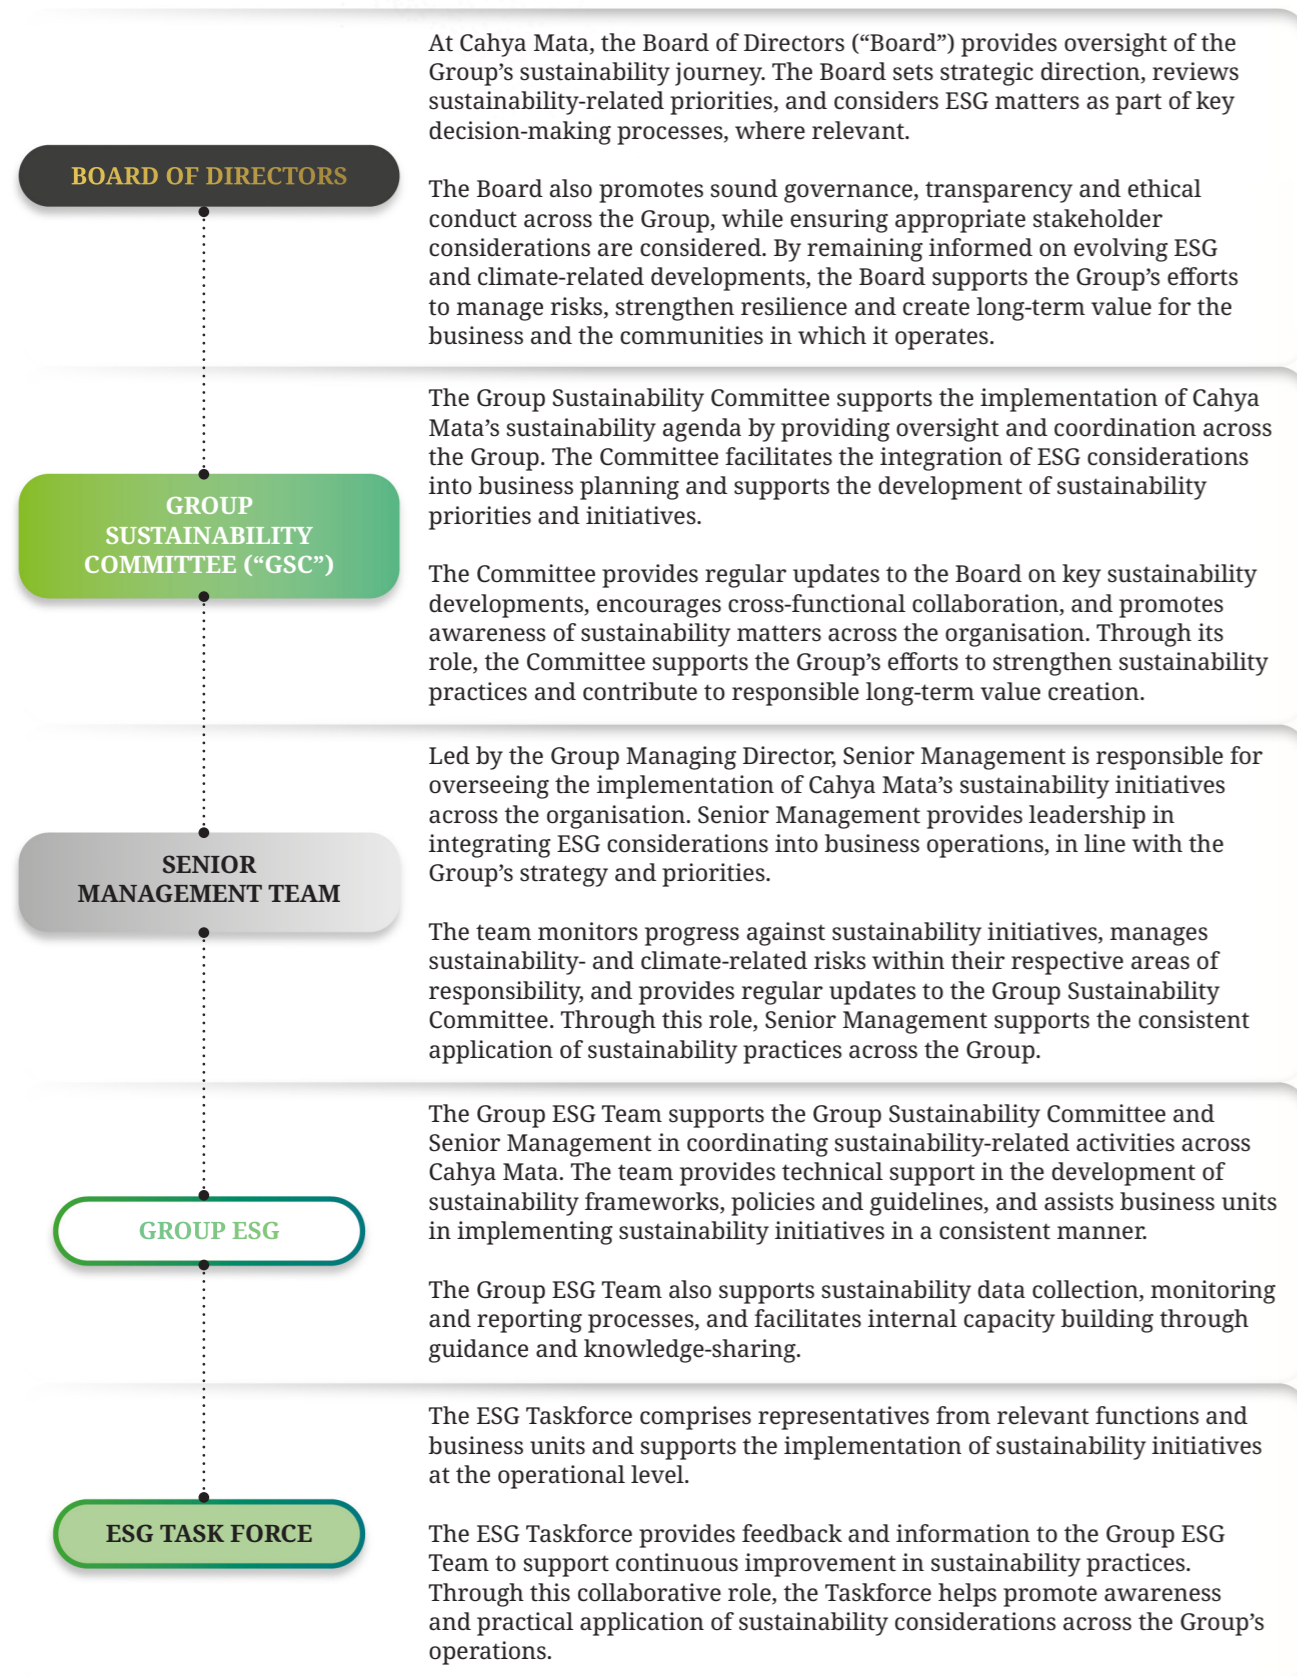 At Cahya Mata, the Board of Directors (“Board”) provides oversight of the
Group’s sustainability journey. The Board sets strategic direction, reviews
sustainability-related priorities, and considers ESG matters as part of key
decision-making processes, where relevant.
BOARD OF DIRECTORS
The Board also promotes sound governance, transparency and ethical
conduct across the Group, while ensuring appropriate stakeholder
considerations are considered. By remaining informed on evolving ESG
and climate-related developments, the Board supports the Group’s efforts
to manage risks, strengthen resilience and create long-term value for the
business and the communities in which it operates.
The Group Sustainability Committee supports the implementation of Cahya
Mata’s sustainability agenda by providing oversight and coordination across
the Group. The Committee facilitates the integration of ESG considerations
into business planning and supports the development of sustainability
priorities and initiatives.
GROUP
SUSTAINABILITY
COMMITTEE (“GSC”)
The Committee provides regular updates to the Board on key sustainability
developments, encourages cross-functional collaboration, and promotes
awareness of sustainability matters across the organisation. Through its
role, the Committee supports the Group’s efforts to strengthen sustainability
practices and contribute to responsible long-term value creation.
Led by the Group Managing Director, Senior Management is responsible for
overseeing the implementation of Cahya Mata’s sustainability initiatives
across the organisation. Senior Management provides leadership in
integrating ESG considerations into business operations, in line with the
Group’s strategy and priorities.
SENIOR
MANAGEMENT TEAM
The team monitors progress against sustainability initiatives, manages
sustainability- and climate-related risks within their respective areas of
responsibility, and provides regular updates to the Group Sustainability
Committee. Through this role, Senior Management supports the consistent
application of sustainability practices across the Group.
The Group ESG Team supports the Group Sustainability Committee and
Senior Management in coordinating sustainability-related activities across
Cahya Mata. The team provides technical support in the development of
sustainability frameworks, policies and guidelines, and assists business units
in implementing sustainability initiatives in a consistent manner.
GROUP ESG
The Group ESG Team also supports sustainability data collection, monitoring
and reporting processes, and facilitates internal capacity building through
guidance and knowledge-sharing.
The ESG Taskforce comprises representatives from relevant functions and
business units and supports the implementation of sustainability initiatives
at the operational level.
ESG TASK FORCE
The ESG Taskforce provides feedback and information to the Group ESG
Team to support continuous improvement in sustainability practices.
Through this collaborative role, the Taskforce helps promote awareness
and practical application of sustainability considerations across the Group’s
operations.